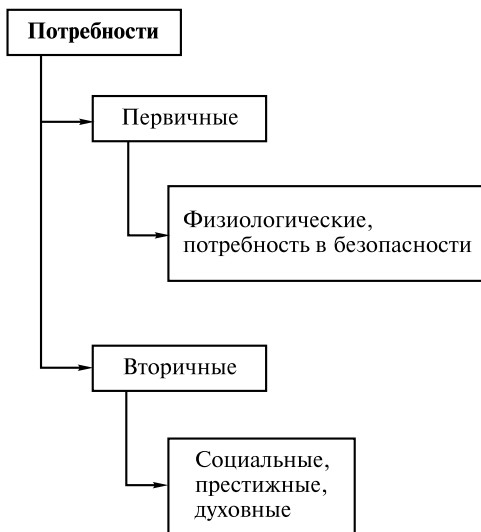 Потребности
Первичные
Физиологические,
потребность в безопасности
Вторичные
Социальные,
престижные,
духовные